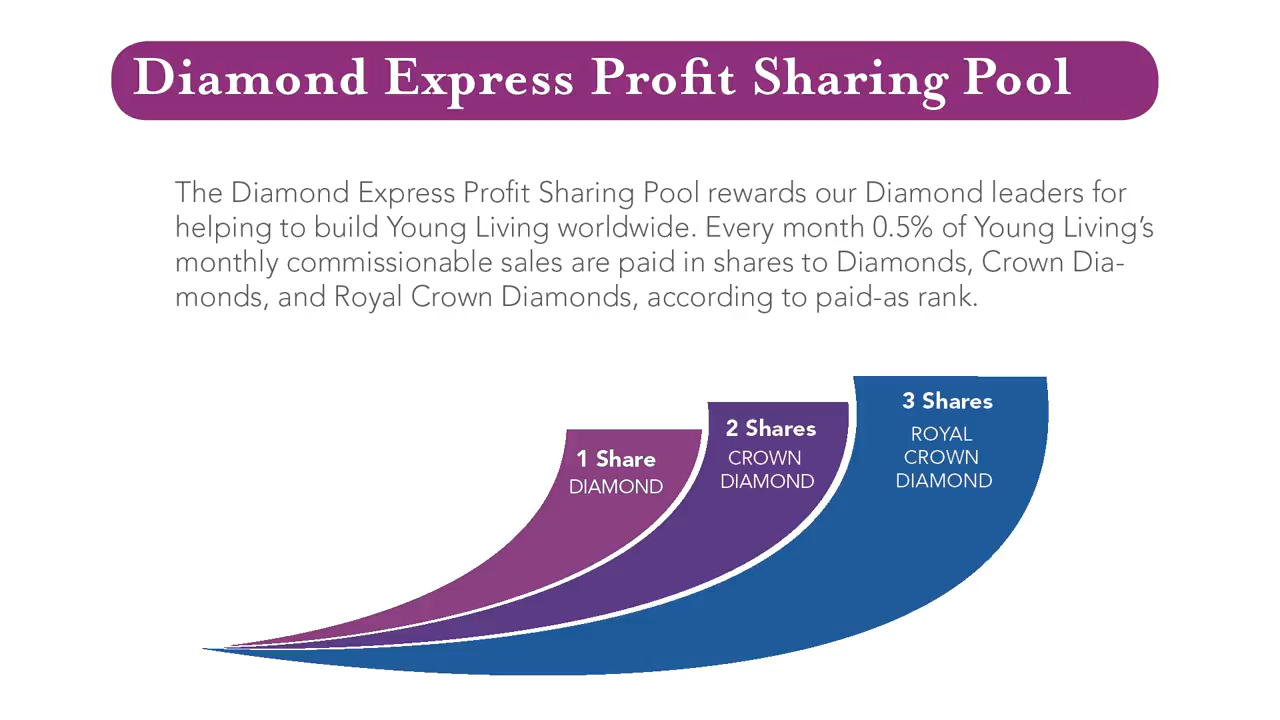 Diamond Express Profit Sharing Pool
The Diamond Express Profit Sharing Pool rewards our Diamond leaders for
helping to build Young Living worldwide. Every month 0.5% of Young Living’s
monthly commissionable sales are paid in shares to Diamonds, Crown Dia-
monds, and Royal Crown Diamonds, according to paid-as rank.
1 Share
DIAMOND
2 Shares
CROWN
DIAMOND
3 Shares
ROYAL
CROWN
DIAMOND